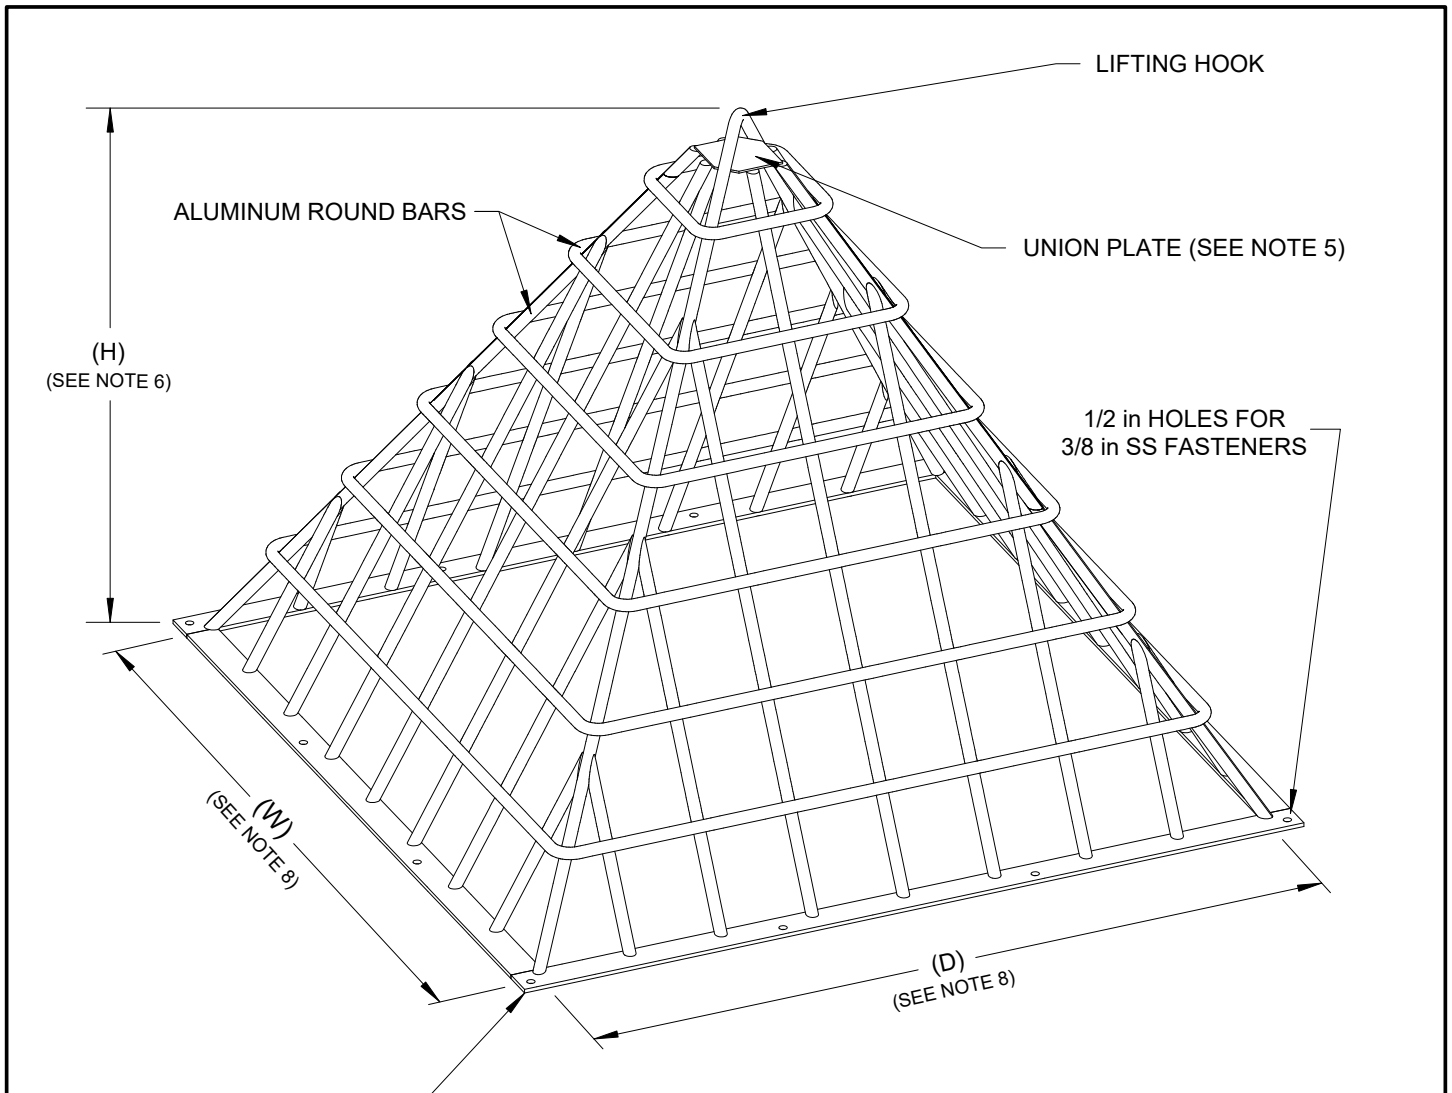 LIFTING HOOK
ALUMINUM ROUND BARS
UNION PLATE (SEE NOTE 5)
(H)
(SEE NOTE 6)
1/2 in HOLES FOR
3/8 in SS FASTENERS
(W)
(SEE NOTE 8)
(D)
(SEE NOTE 8)